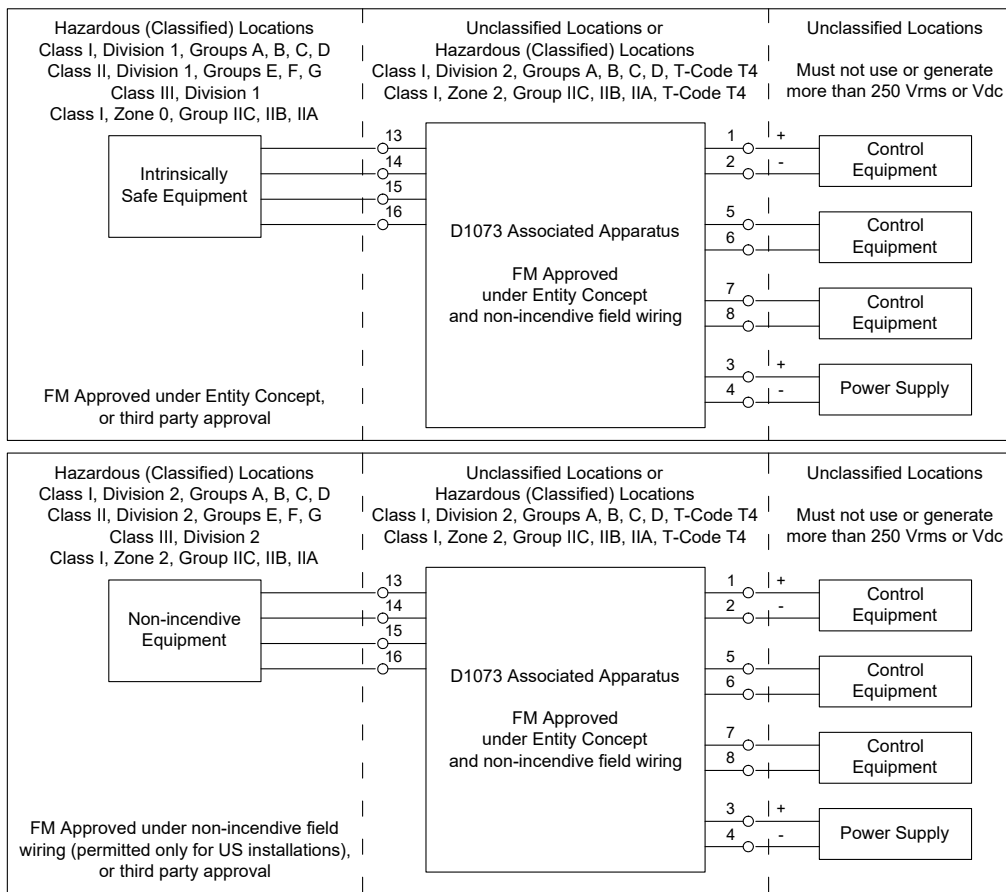 Hazardous (Classified) Locations
Class I, Division 1, Groups A, B, C, D
Class II, Division 1, Groups E, F, G
Class III, Division 1
Class I, Zone 0, Group IIC, IIB, IIA
Intrinsically
Safe Equipment
FM Approved under Entity Concept,
or third party approval
13
14
15
16
Unclassified Locations or
Hazardous (Classified) Locations
Class I, Division 2, Groups A, B, C, D, T-Code T4
Class I, Zone 2, Group IIC, IIB, IIA, T-Code T4
D1073 Associated Apparatus
FM Approved
under Entity Concept
and non-incendive field wiring
Unclassified Locations
Must not use or generate
more than 250 Vrms or Vdc
1 +
2 -
Control
Equipment
5
6
Control
Equipment
7
8
Control
Equipment
3 +
4 -
Power Supply
Hazardous (Classified) Locations
Class I, Division 2, Groups A, B, C, D
Class II, Division 2, Groups E, F, G
Class III, Division 2
Class I, Zone 2, Group IIC, IIB, IIA
Non-incendive
Equipment
FM Approved under non-incendive field
wiring (permitted only for US installations),
or third party approval
13
14
15
16
Unclassified Locations or
Hazardous (Classified) Locations
Class I, Division 2, Groups A, B, C, D, T-Code T4
Class I, Zone 2, Group IIC, IIB, IIA, T-Code T4
D1073 Associated Apparatus
FM Approved
under Entity Concept
and non-incendive field wiring
Unclassified Locations
Must not use or generate
more than 250 Vrms or Vdc
1 +
2 -
Control
Equipment
5
6
Control
Equipment
7
8
Control
Equipment
3 +
4 -
Power Supply